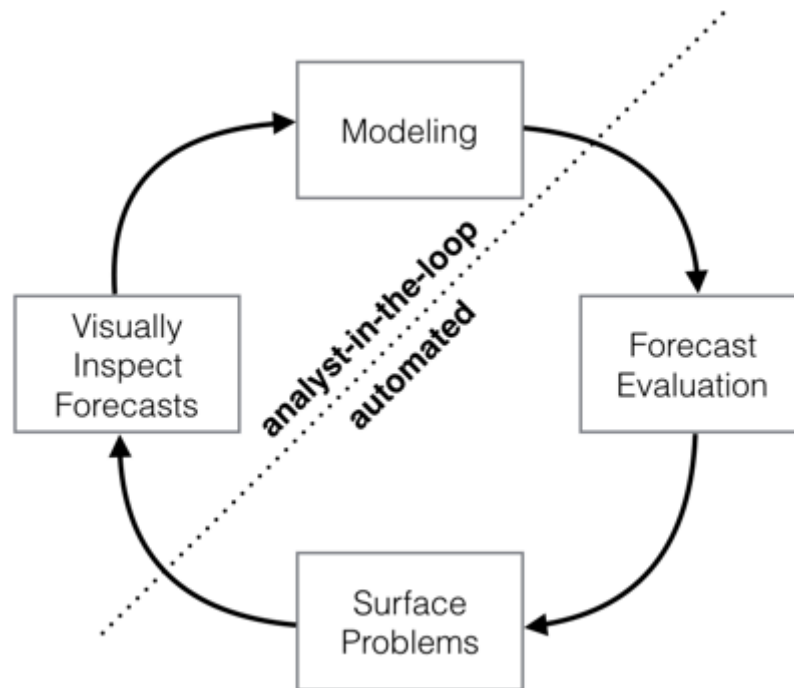 Modeling
analyst-in-the-loop
automated
Visually
Inspect
Forecasts
Forecast
Evaluation
Surface
Problems